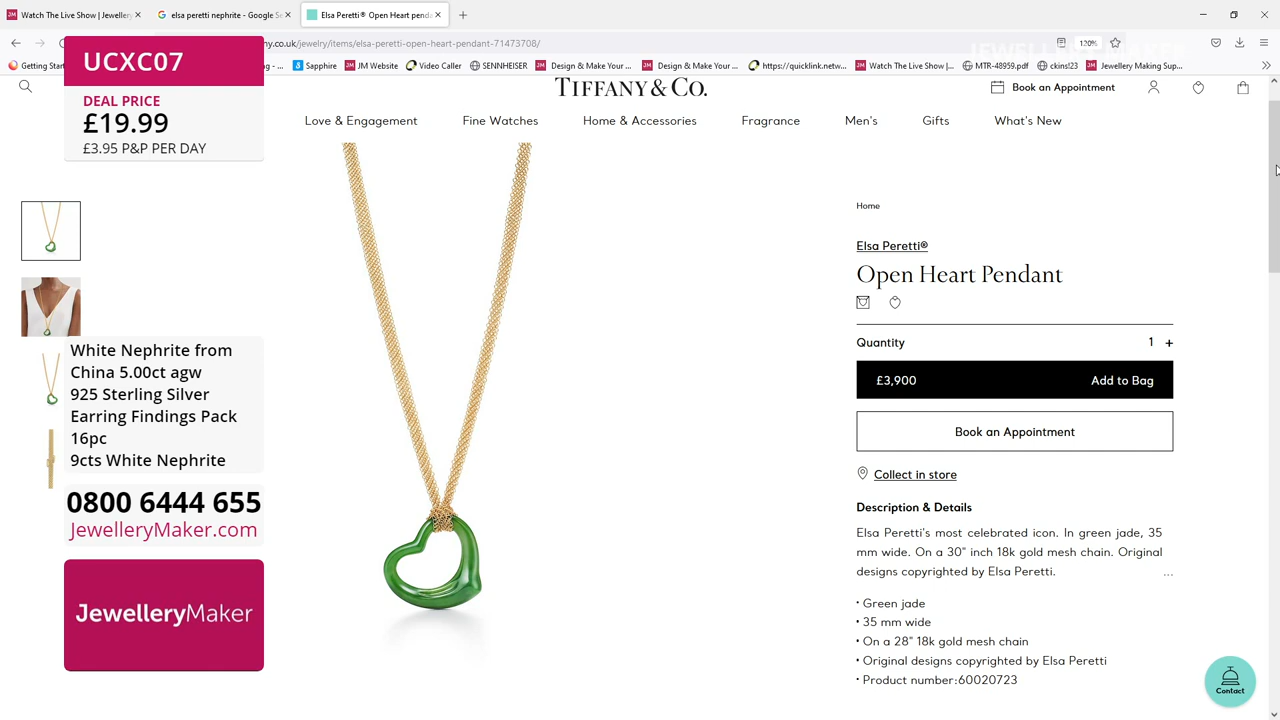 Watch The Live Show | Jeweller
elsa peretti nephrite - Google Se
Elsa Peretti® Open Heart pend
ny.co.uk/jewelry/items/elsa-peretti-open-heart-pendant-71473708/
120%
Getting Star
Sapphire
JM Website
Video Caller
SENNHEISER
Design & Make Your ...
Design & Make Your ...
https://quicklink.netw...
Watch The Live Show |...
MTR-48959.pdf
ckins!23
Jewellery Making Sup...
UCXC07
DEAL PRICE
£19.99
£3.95 P&P PER DAY
TIFFANY & CO.
Book an Appointment
Love & Engagement
Fine Watches
Home & Accessories
Fragrance
Men's
Gifts
What's New
Home
Elsa Peretti®
Open Heart Pendant
Quantity
1 +
£3,900
Add to Bag
Book an Appointment
Collect in store
Description & Details
Elsa Peretti's most celebrated icon. In green jade, 35
mm wide. On a 30" inch 18k gold mesh chain. Original
designs copyrighted by Elsa Peretti.
...
• Green jade
• 35 mm wide
• On a 28" 18k gold mesh chain
• Original designs copyrighted by Elsa Peretti
• Product number:60020723
Contact
White Nephrite from
China 5.00ct agw
925 Sterling Silver
Earring Findings Pack
16pc
9cts White Nephrite
0800 6444 655
JewelleryMaker.com
JewelleryMaker